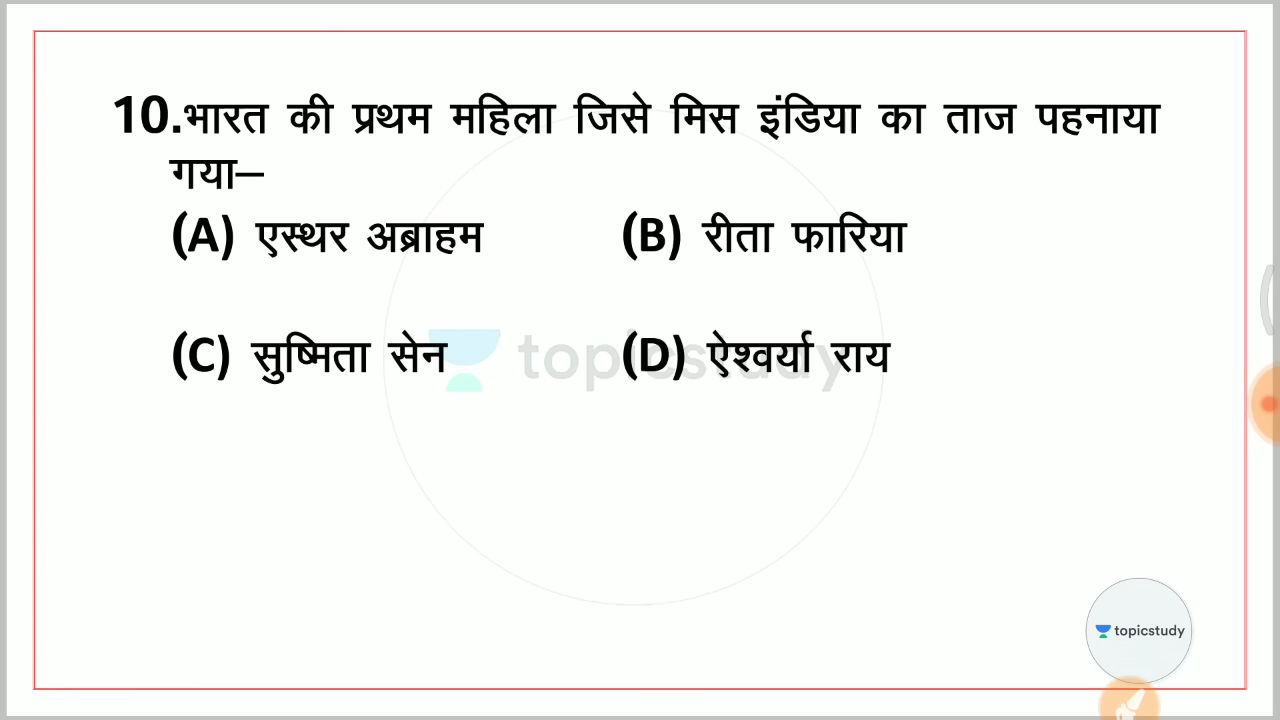 10.भारत की प्रथम महिला जिसे मिस इंडिया का ताज पहनाया
गया–
(A) एस्थर अब्राहम (B) रीता फारिया
topicstudy
(C) सुष्मिता सेन (D) ऐश्वर्या राय
topicstudy